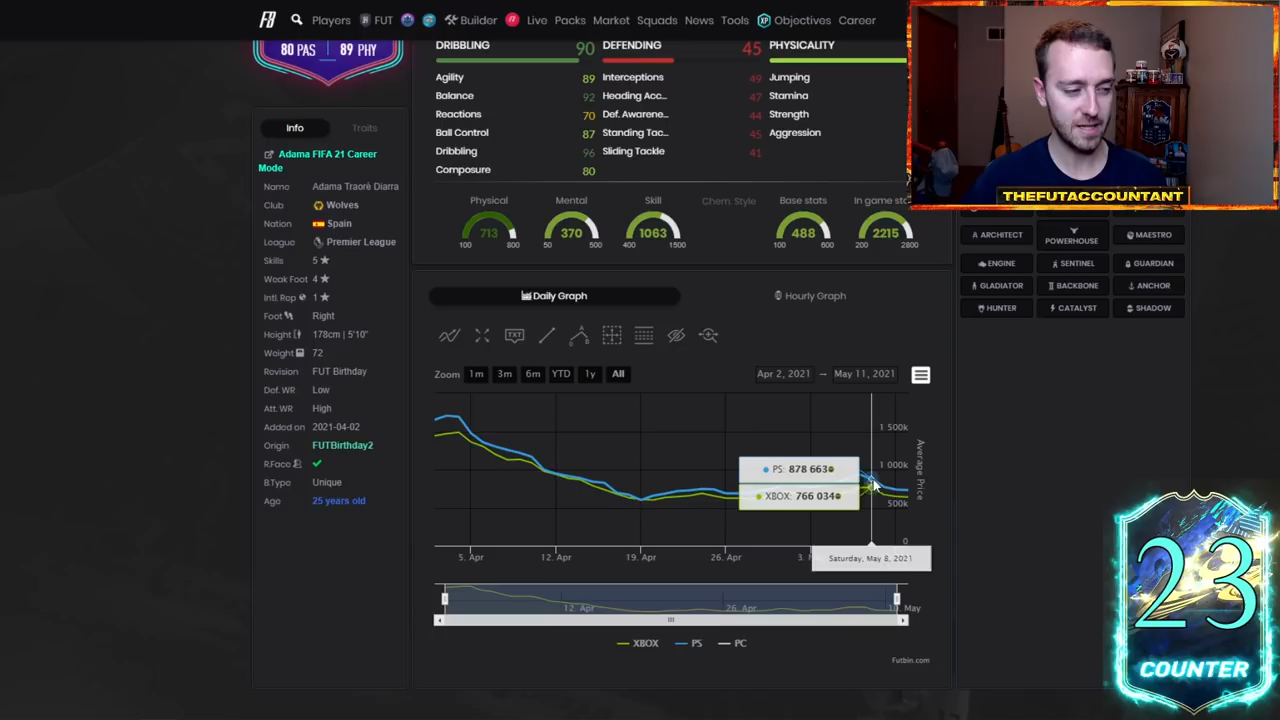 F8 Players FUT Builder Live Packs Market Squads News Tools XP Objectives Career
80 PAS 89 PHY
DRIBBLING 90 DEFENDING 45 PHYSICALITY
Agility 89 Interceptions 49 Jumping
Balance 92 Heading Acc... 47 Stamina
Reactions 70 Def. Awarene... 44 Strength
Ball Control 87 Standing Tac... 45 Aggression
Dribbling 96 Sliding Tackle 41
Composure 80
THEFUTACCOUNTANT
Info Traits
Adama FIFA 21 Career
Mode
Name Adama Traoré Diarra
Club Wolves
Nation Spain
League Premier League
Skills 5
Weak Foot 4
Intl. Rep 1
Foot Right
Height 178cm | 5'10"
Weight 72
Revision FUT Birthday
Def. WR Low
Att. WR High
Added on 2021-04-02
Origin FUTBirthday2
R.Face
B.Type Unique
Age 25 years old
Physical Mental Skill Chem. Style Base stats In game stats
713 370 1063 488 2215
100 800 50 500 400 1500 100 600 200 2800
ARCHITECT POWERHOUSE MAESTRO
ENGINE SENTINEL GUARDIAN
GLADIATOR BACKBONE ANCHOR
HUNTER CATALYST SHADOW
Daily Graph Hourly Graph
TXT
Zoom 1m 3m 6m YTD 1y All Apr 2, 2021 → May 11, 2021
1 500k
1 000k
500k
0
Average Price
PS: 878 663
XBOX: 766 034
5. Apr 12. Apr 19. Apr 26. Apr
Saturday, May 8, 2021
12. Apr 26. Apr 10. May
XBOX PS PC
Futbin.com
23
COUNTER